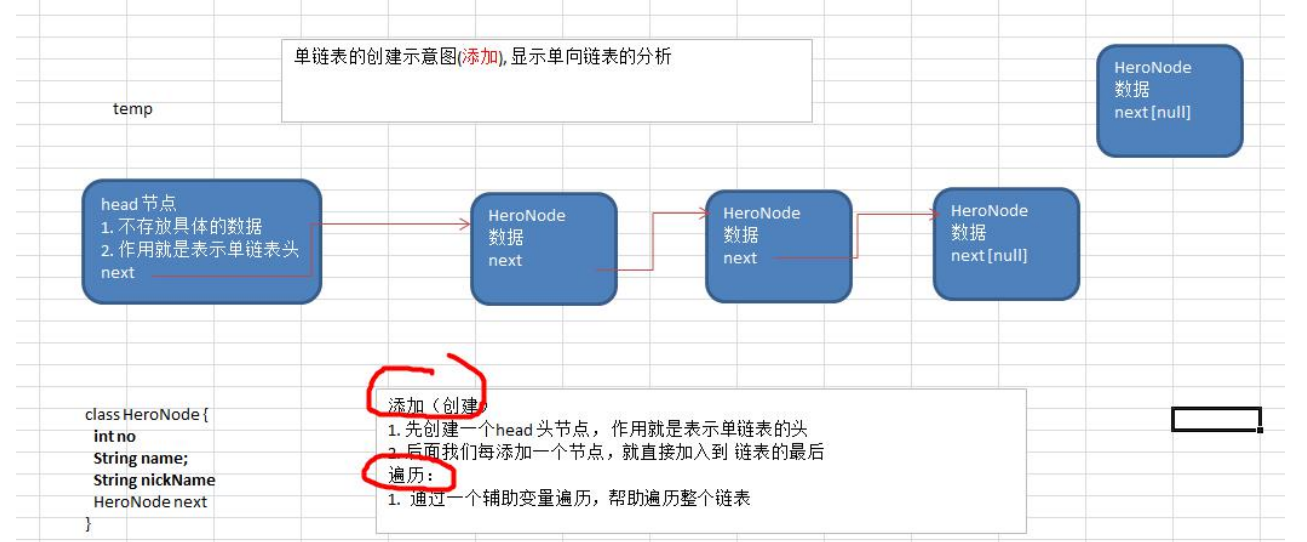 单链表的创建示意图(添加), 显示单向链表的分析
temp
HeroNode
数据
next [null]
head 节点
1. 不存放具体的数据
2. 作用就是表示单链表头
next
HeroNode
数据
next
HeroNode
数据
next
HeroNode
数据
next [null]
class HeroNode {
int no
String name;
String nickName
HeroNode next
}
添加（创建）
1. 先创建一个head 头节点，作用就是表示单链表的头
2. 后面我们每添加一个节点，就直接加入到 链表的最后
遍历：
1. 通过一个辅助变量遍历，帮助遍历整个链表